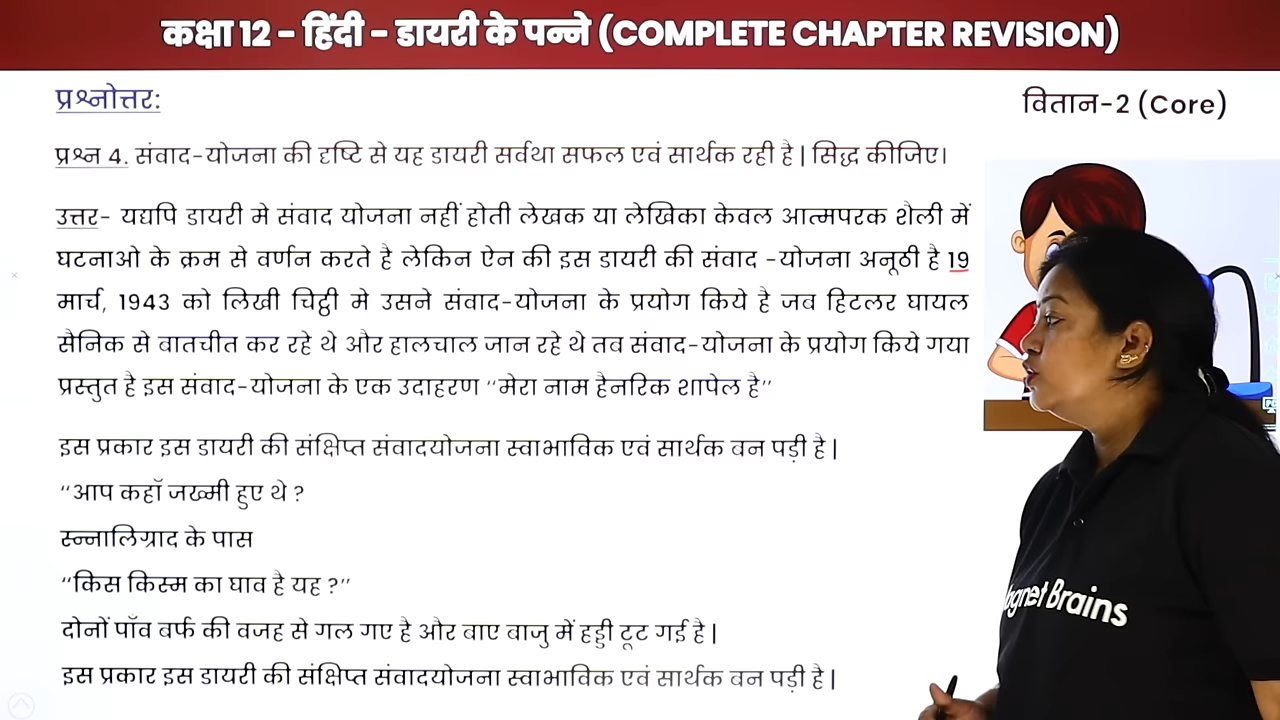 कक्षा 12 - हिंदी - डायरी के पन्ने (COMPLETE CHAPTER REVISION)
प्रश्नोत्तर:
वितान-2 (Core)
प्रश्न 4. संवाद-योजना की दृष्टि से यह डायरी सर्वथा सफल एवं सार्थक रही है | सिद्ध कीजिए।
उत्तर- यद्यपि डायरी मे संवाद योजना नहीं होती लेखक या लेखिका केवल आत्मपरक शैली में
घटनाओ के क्रम से वर्णन करते है लेकिन ऐन की इस डायरी की संवाद -योजना अनूठी है 19
मार्च, 1943 को लिखी चिट्ठी मे उसने संवाद-योजना के प्रयोग किये है जब हिटलर घायल
सैनिक से बातचीत कर रहे थे और हालचाल जान रहे थे तब संवाद-योजना के प्रयोग किये गया
प्रस्तुत है इस संवाद-योजना के एक उदाहरण ‘‘मेरा नाम हैनरिक शापेल है’’
इस प्रकार इस डायरी की संक्षिप्त संवादयोजना स्वाभाविक एवं सार्थक बन पड़ी है |
‘‘आप कहाँ जख्मी हुए थे ?
स्न्नालिग्राद के पास
‘‘किस किस्म का घाव है यह ?’’
दोनों पाँव बर्फ की वजह से गल गए है और बाए बाजु में हड्डी टूट गई है |
इस प्रकार इस डायरी की संक्षिप्त संवादयोजना स्वाभाविक एवं सार्थक बन पड़ी है |
Magnet Brains